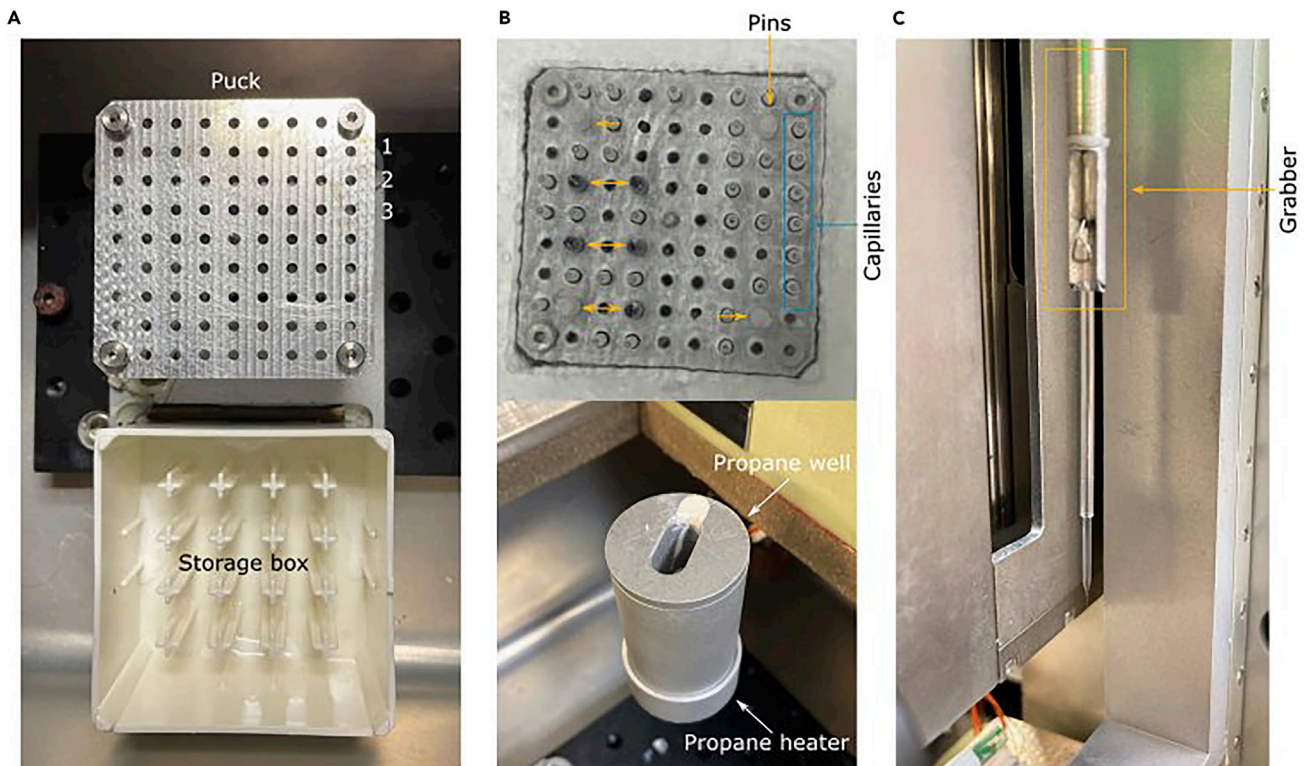 A
Puck
1
2
3
Storage box
B
Pins
Capillaries
Propane well
Propane heater
C
Grabber